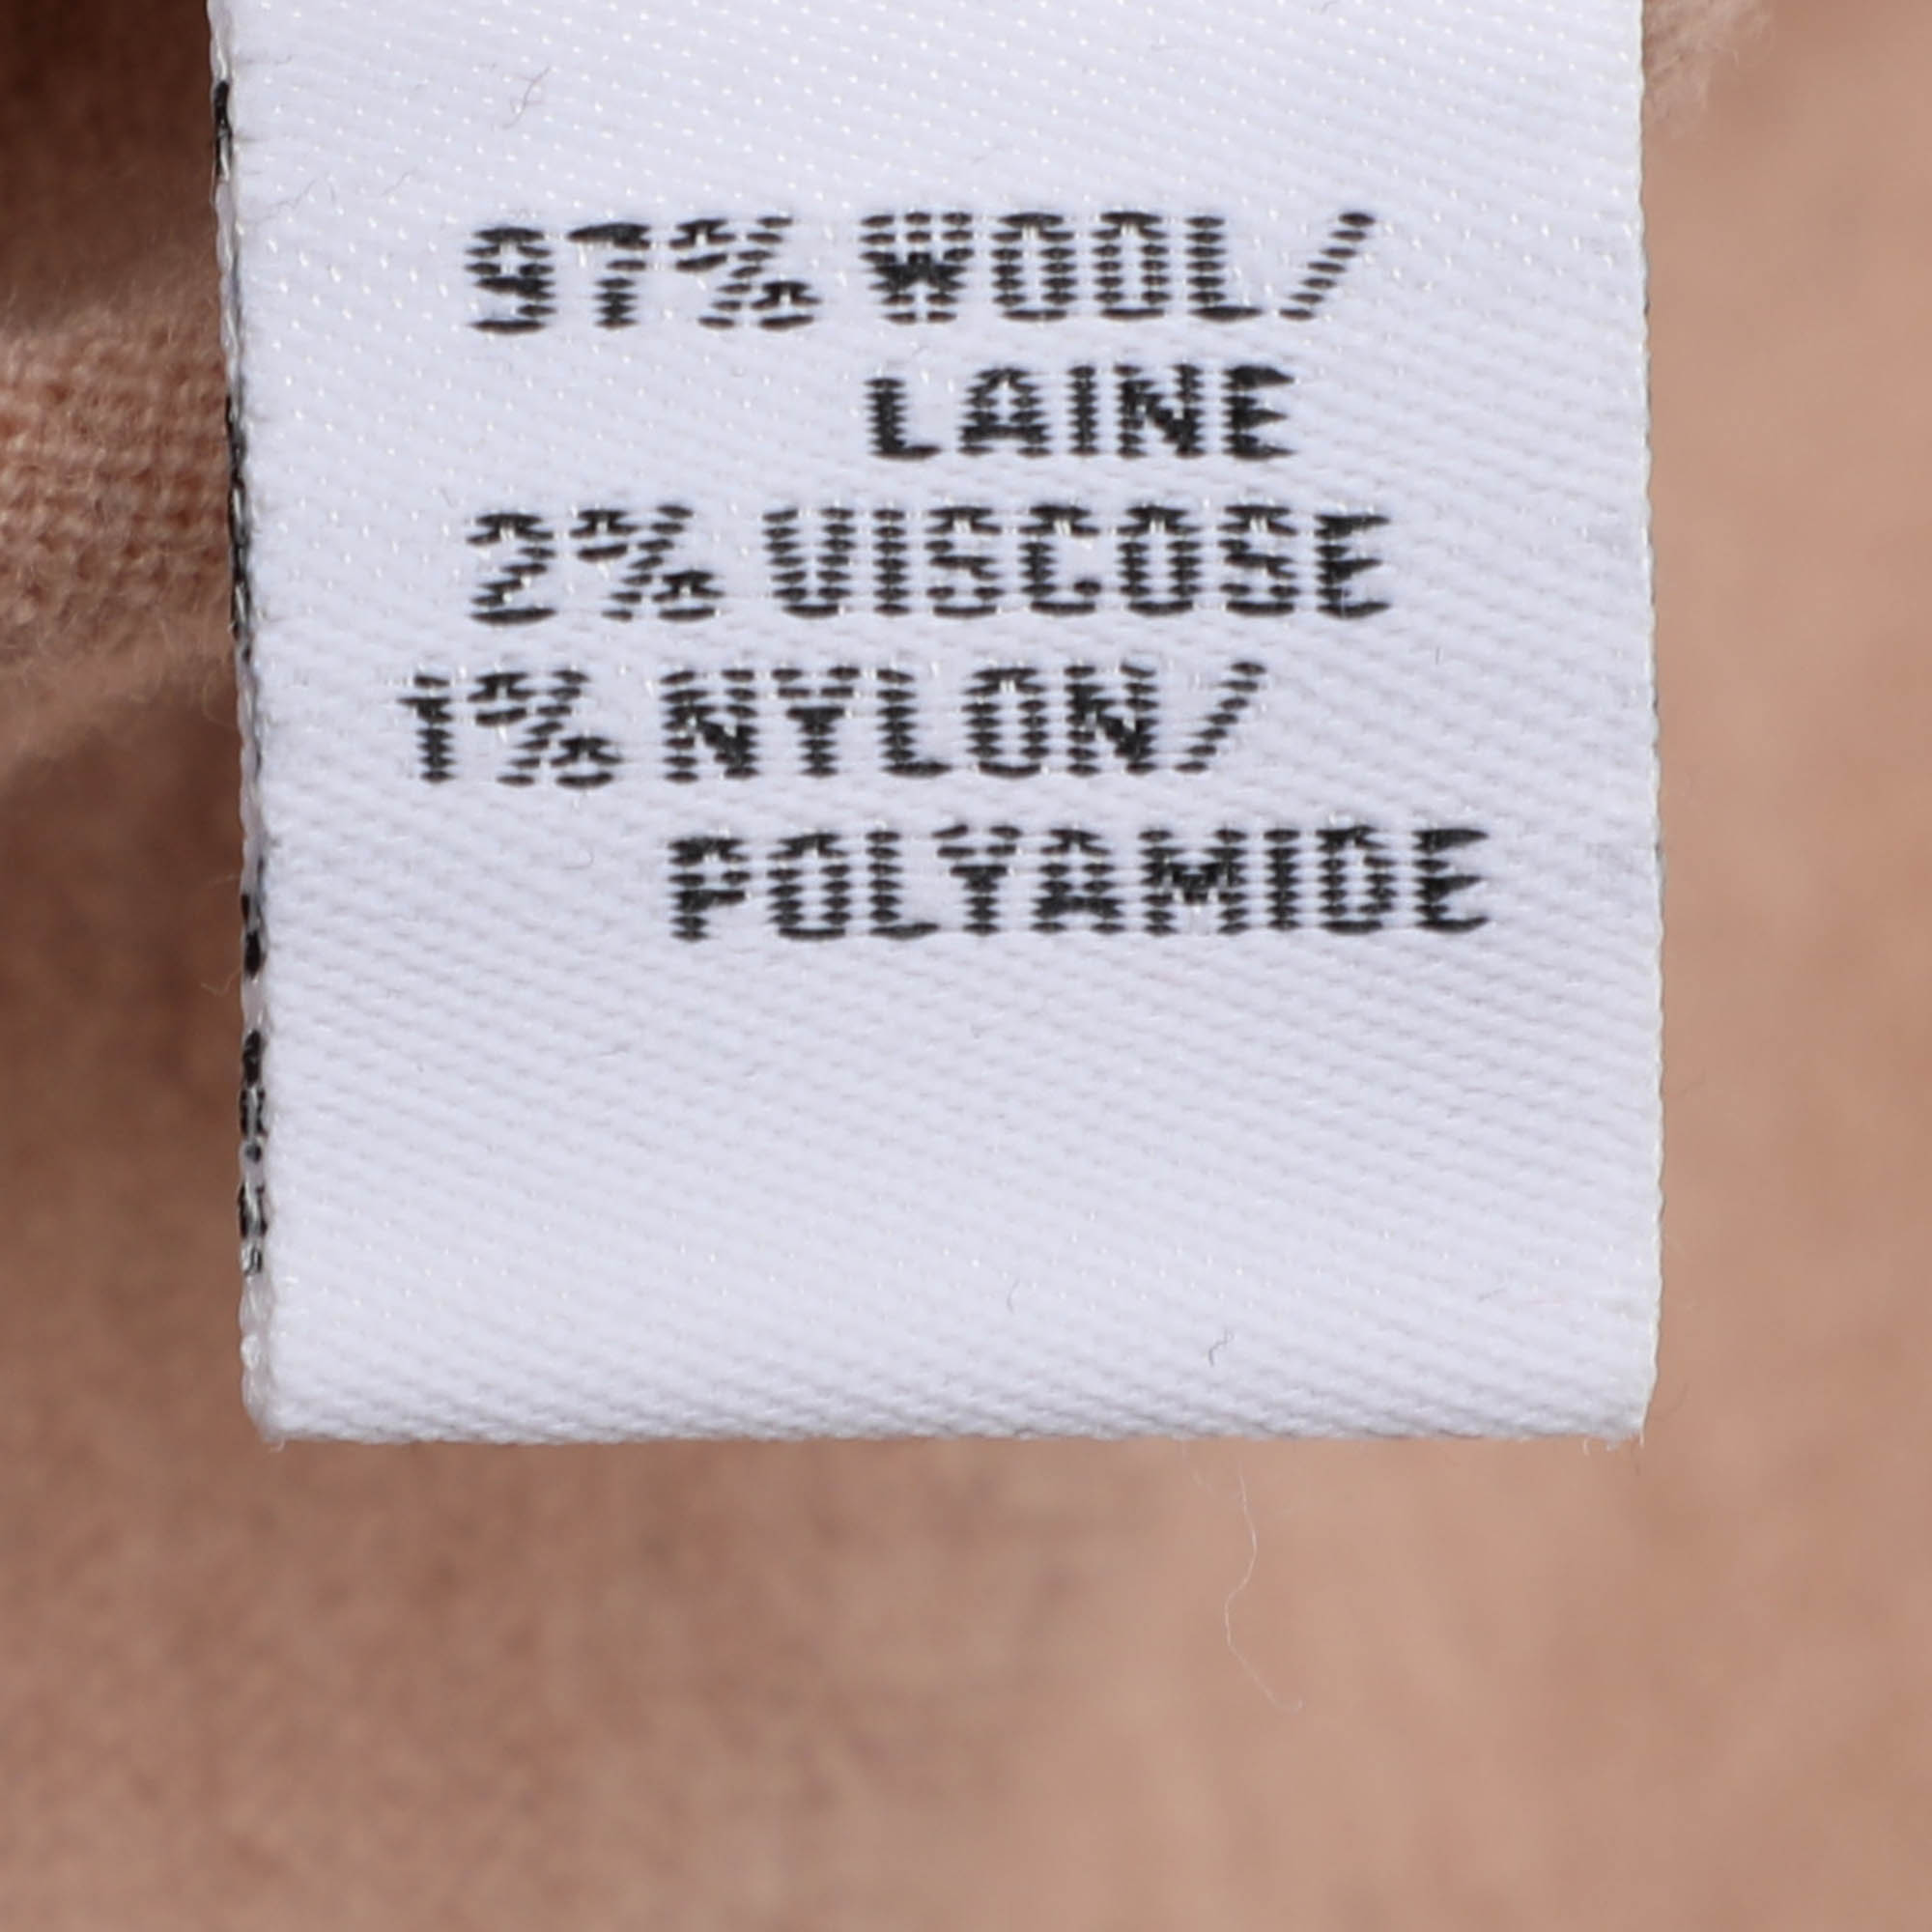 97% WOOL/
LAINE
2% VISCOSE
1% NYLON/
POLYAMIDE